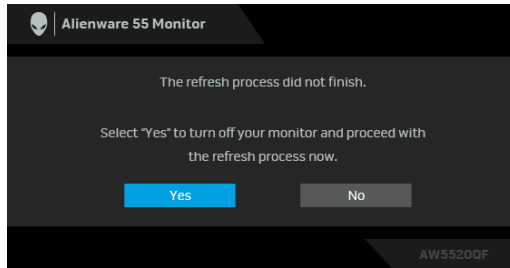 Alienware 55 Monitor
The refresh process did not finish.
Select "Yes" to turn off your monitor and proceed with
the refresh process now.
Yes
No
AW5520QF